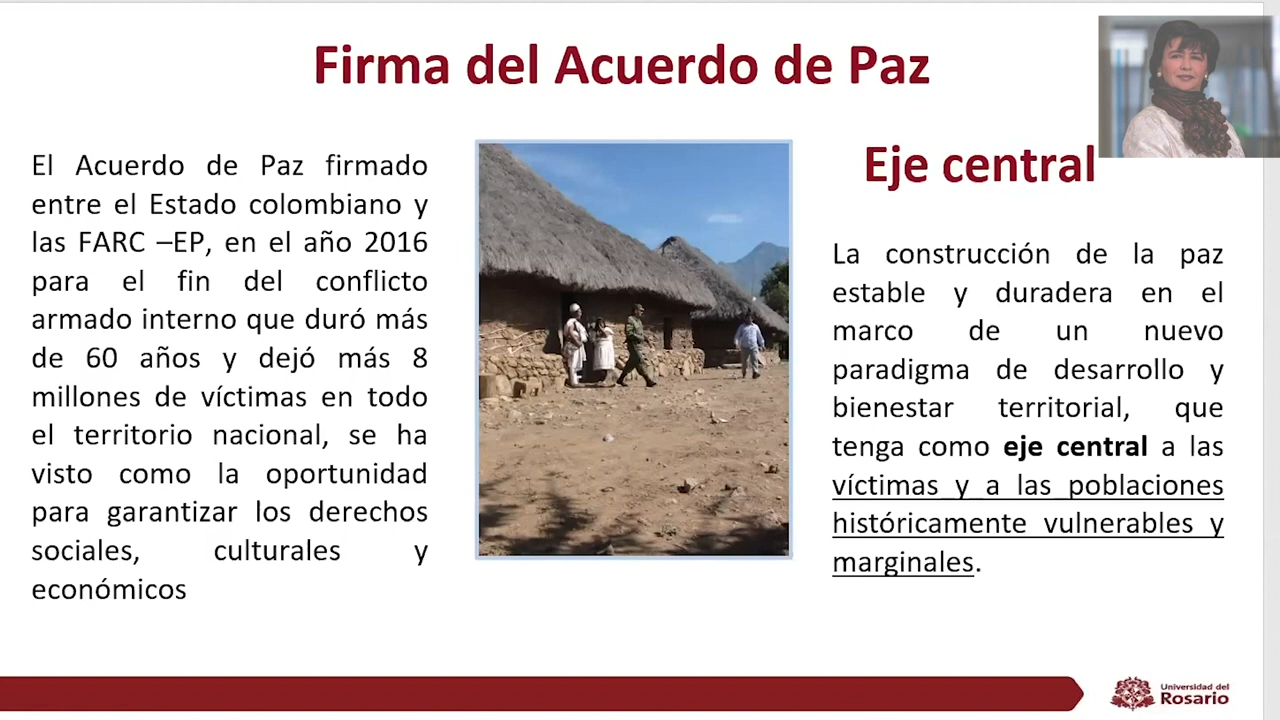 Firma del Acuerdo de Paz
El Acuerdo de Paz firmado
entre el Estado colombiano y
las FARC –EP, en el año 2016
para el fin del conflicto
armado interno que duró más
de 60 años y dejó más 8
millones de víctimas en todo
el territorio nacional, se ha
visto como la oportunidad
para garantizar los derechos
sociales, culturales y
económicos
Eje central
La construcción de la paz
estable y duradera en el
marco de un nuevo
paradigma de desarrollo y
bienestar territorial, que
tenga como eje central a las
víctimas y a las poblaciones
históricamente vulnerables y
marginales.
Universidad del
Rosario